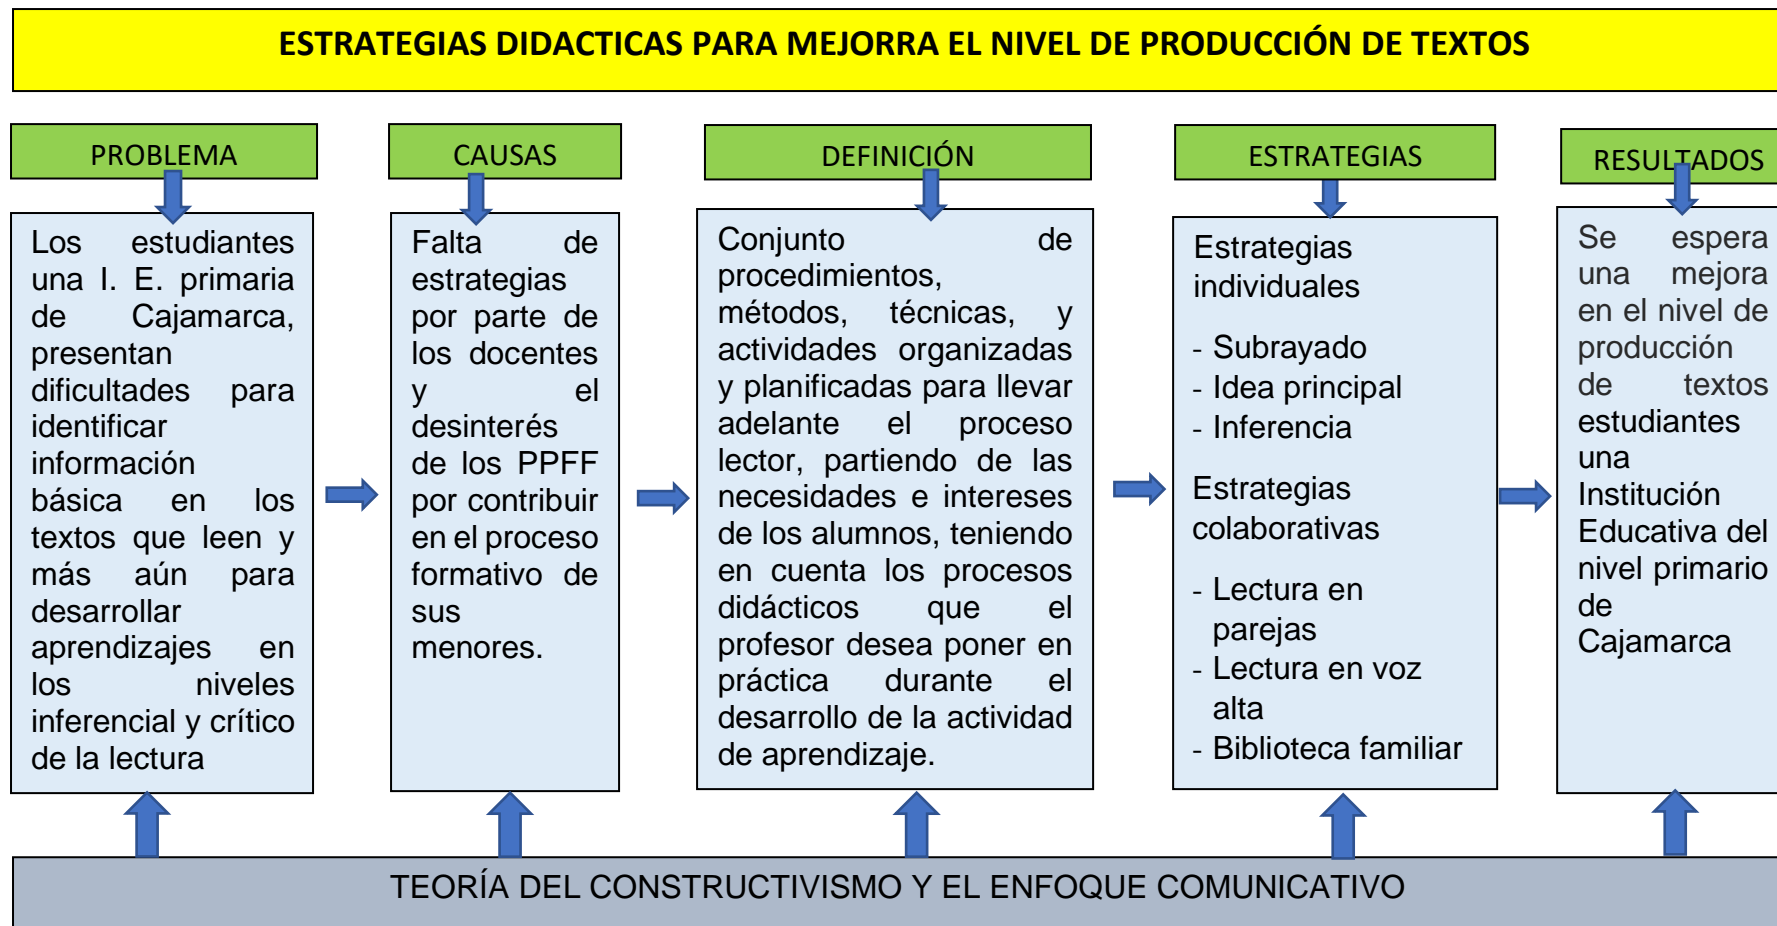 ESTRATEGIAS DIDACTICAS PARA MEJORRA EL NIVEL DE PRODUCCIÓN DE TEXTOS
PROBLEMA
Los estudiantes
una I. E. primaria
de Cajamarca,
presentan
dificultades para
identificar
información
básica en los
textos que leen y
más aún para
desarrollar
aprendizajes en
los niveles
inferencial y crítico
de la lectura
CAUSAS
Falta de
estrategias
por parte de
los docentes
y el
desinterés
de los PPFF
por contribuir
en el proceso
formativo de
sus
menores.
DEFINICIÓN
Conjunto de
procedimientos,
métodos, técnicas, y
actividades organizadas
y planificadas para llevar
adelante el proceso
lector, partiendo de las
necesidades e intereses
de los alumnos, teniendo
en cuenta los procesos
didácticos que el
profesor desea poner en
práctica durante el
desarrollo de la actividad
de aprendizaje.
ESTRATEGIAS
Estrategias
individuales
- Subrayado
- Idea principal
- Inferencia
Estrategias
colaborativas
- Lectura en
parejas
- Lectura en voz
alta
- Biblioteca familiar
RESULTADOS
Se espera
una mejora
en el nivel de
producción
de textos
estudiantes
una
Institución
Educativa del
nivel primario
de
Cajamarca
TEORÍA DEL CONSTRUCTIVISMO Y EL ENFOQUE COMUNICATIVO